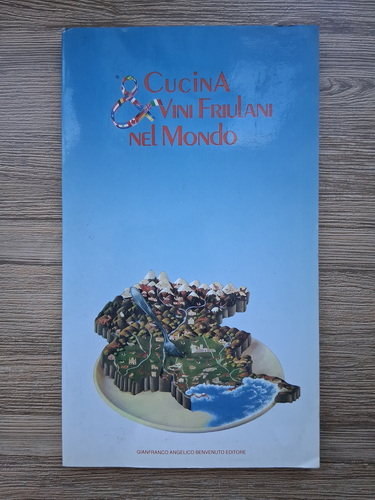 CUCINA
& VINI FRIULANI
NEL MONDO
GIANFRANCO ANGELICO BENVENUTO EDITORE